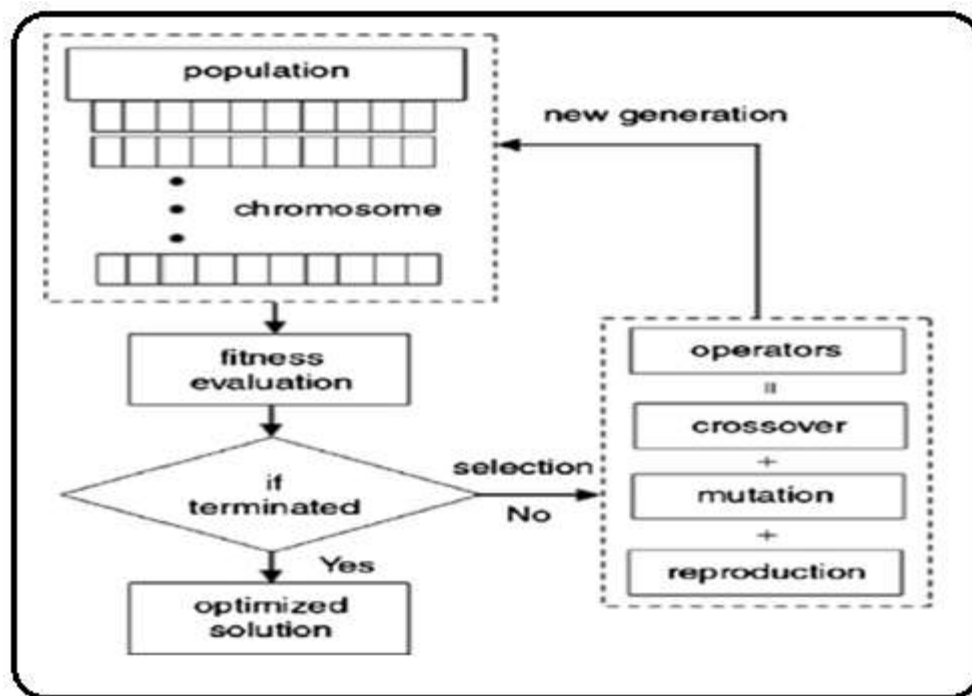 population
new generation
chromosome
fitness
evaluation
operators
=
crossover
+
mutation
+
reproduction
if
terminated
selection
No
Yes
optimized
solution